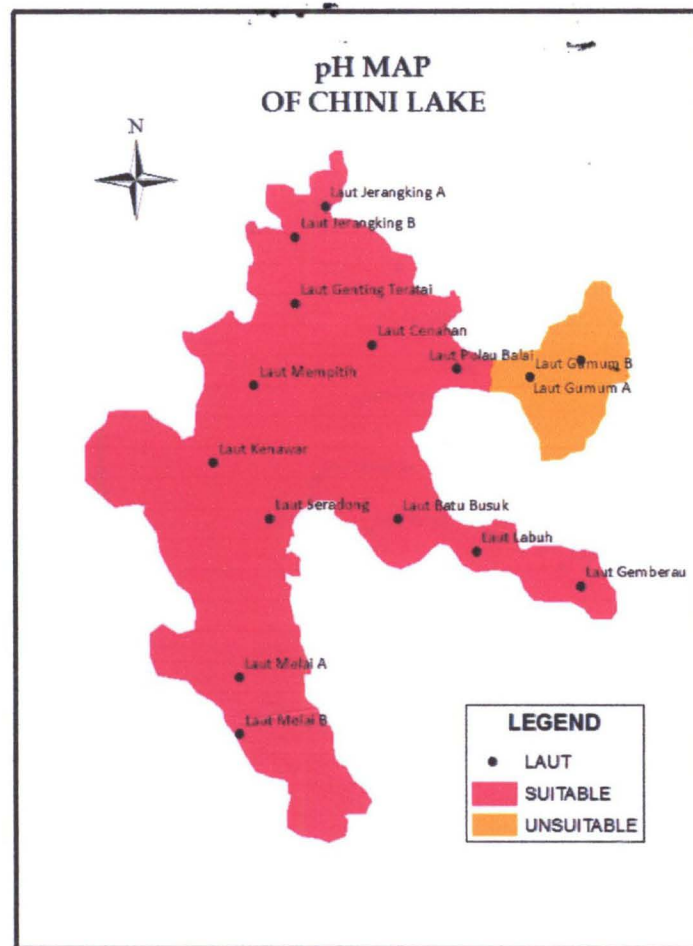 pH MAP
OF CHINI LAKE
N
Laut Jerangking A
Laut Jerangking B
Laut Genting Teratai
Laut Cenahan
Laut Pulau Balai
Laut Gumum B
Laut Mempitih
Laut Gumum A
Laut Kenawar
Laut Seradong
Laut Batu Busuk
Laut Labuh
Laut Gemberau
Laut Melai A
Laut Melai B
LEGEND
LAUT
SUITABLE
UNSUITABLE